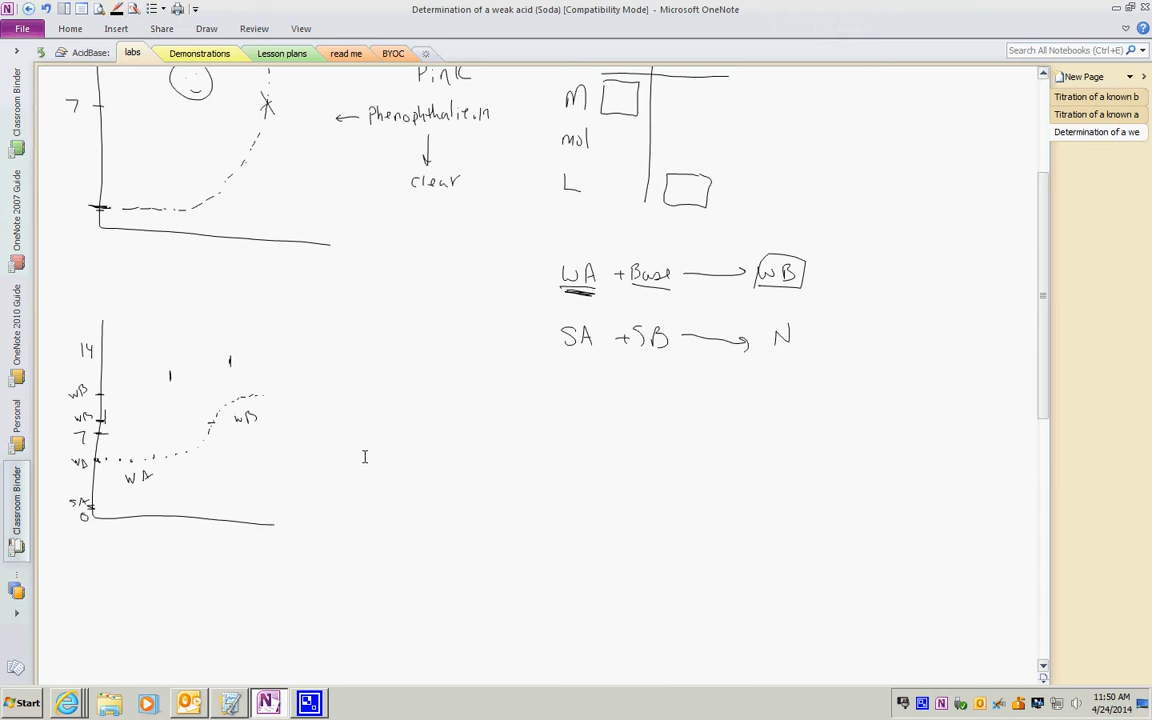 Determination of a weak acid (Soda) [Compatibility Mode] - Microsoft OneNote
File Home Insert Share Draw Review View
AcidBase: labs Demonstrations Lesson plans read me BYOC
Search All Notebooks (Ctrl+E)
New Page
Titration of a known b
Titration of a known a
Determination of a we
Classroom Binder
OneNote 2007 Guide
OneNote 2010 Guide
Personal
Classroom Binder
Pink
7
Phenophthalein
clear
M
mol
L
WA + Base → WB
SA + SB → N
14
WB
WB
7
WA
SA
0
WA
WB
Start
11:50 AM
4/24/2014